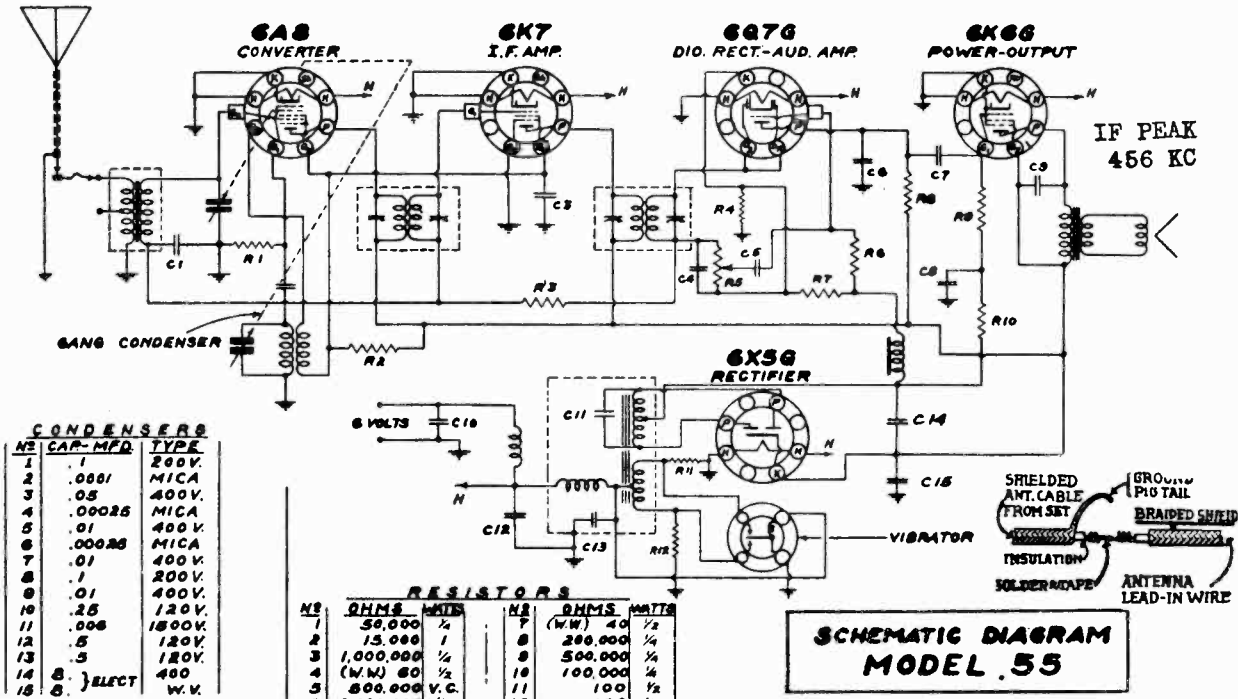 6A8
CONVERTER
6K7
I.F. AMP.
6Q7G
DIO. RECT.-AUD. AMP.
6K6G
POWER-OUTPUT
IF PEAK
456 KC
H
H
H
C1
R1
C3
C6
C7
C9
R4
R8
R9
C4
R5
C5
R6
R7
C8
R10
R3
R2
GANG CONDENSER
6X5G
RECTIFIER
6 VOLTS
C10
C11
C14
C15
R11
H
H
C12
C13
R12
VIBRATOR
SHIELDED
ANT. CABLE
FROM SET
GROUND
PIG TAIL
BRAIDED SHIELD
INSULATION
SOLDER & TAPE
ANTENNA
LEAD-IN WIRE
CONDENSERS
Nº CAP-MFD. TYPE
1 .1 200V.
2 .0001 MICA
3 .05 400V.
4 .00025 MICA
5 .01 400V.
6 .00025 MICA
7 .01 400V.
8 .1 200V.
9 .01 400V.
10 .25 120V.
11 .006 1600V.
12 .5 120V.
13 .5 120V.
14 8. } ELECT 400
15 8. W.V.
RESISTORS
Nº OHMS WATTS Nº OHMS WATTS
1 50,000 1/4 7 (W.W.) 40 1/2
2 15,000 1 8 200,000 1/4
3 1,000,000 1/4 9 500,000 1/4
4 (W.W.) 60 1/2 10 100,000 1/4
5 500,000 V.C. 11 100 1/2
SCHEMATIC DIAGRAM
MODEL .55